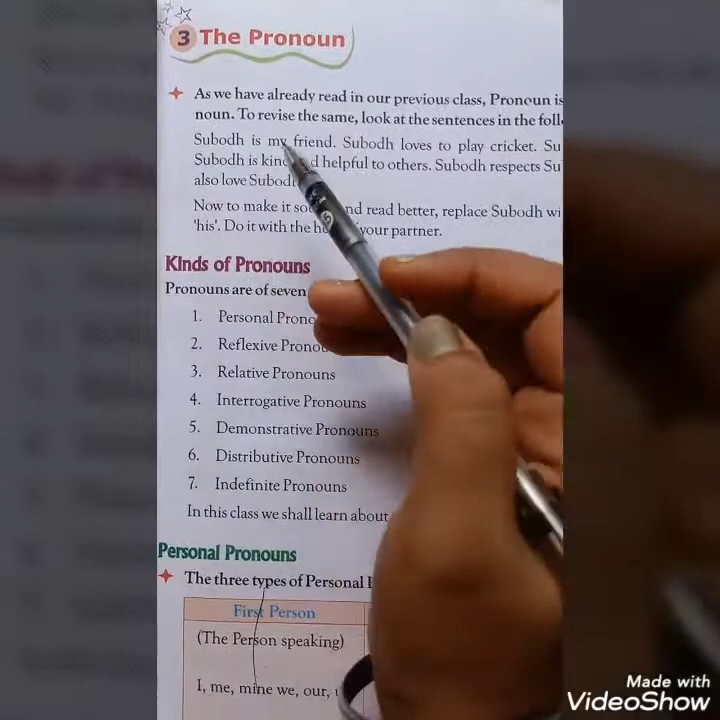 3 The Pronoun
As we have already read in our previous class, Pronoun is
noun. To revise the same, look at the sentences in the
Subodh is my friend. Subodh loves to play cricket.
Subodh is helpful to others. Subodh respects
also love
Now to make it and read better, replace Subodh
'his'. Do it with the your partner.
Kinds of Pronouns
Pronouns are of seven
1. Personal
2. Reflexive
3. Relative Pronouns
4. Interrogative Pronouns
5. Demonstrative Pronouns
6. Distributive Pronouns
7. Indefinite Pronouns
In this class we shall learn about
Personal Pronouns
The three types of Personal
First Person
(The Person speaking)
I, me, mine we, our,
Made with
VideoShow